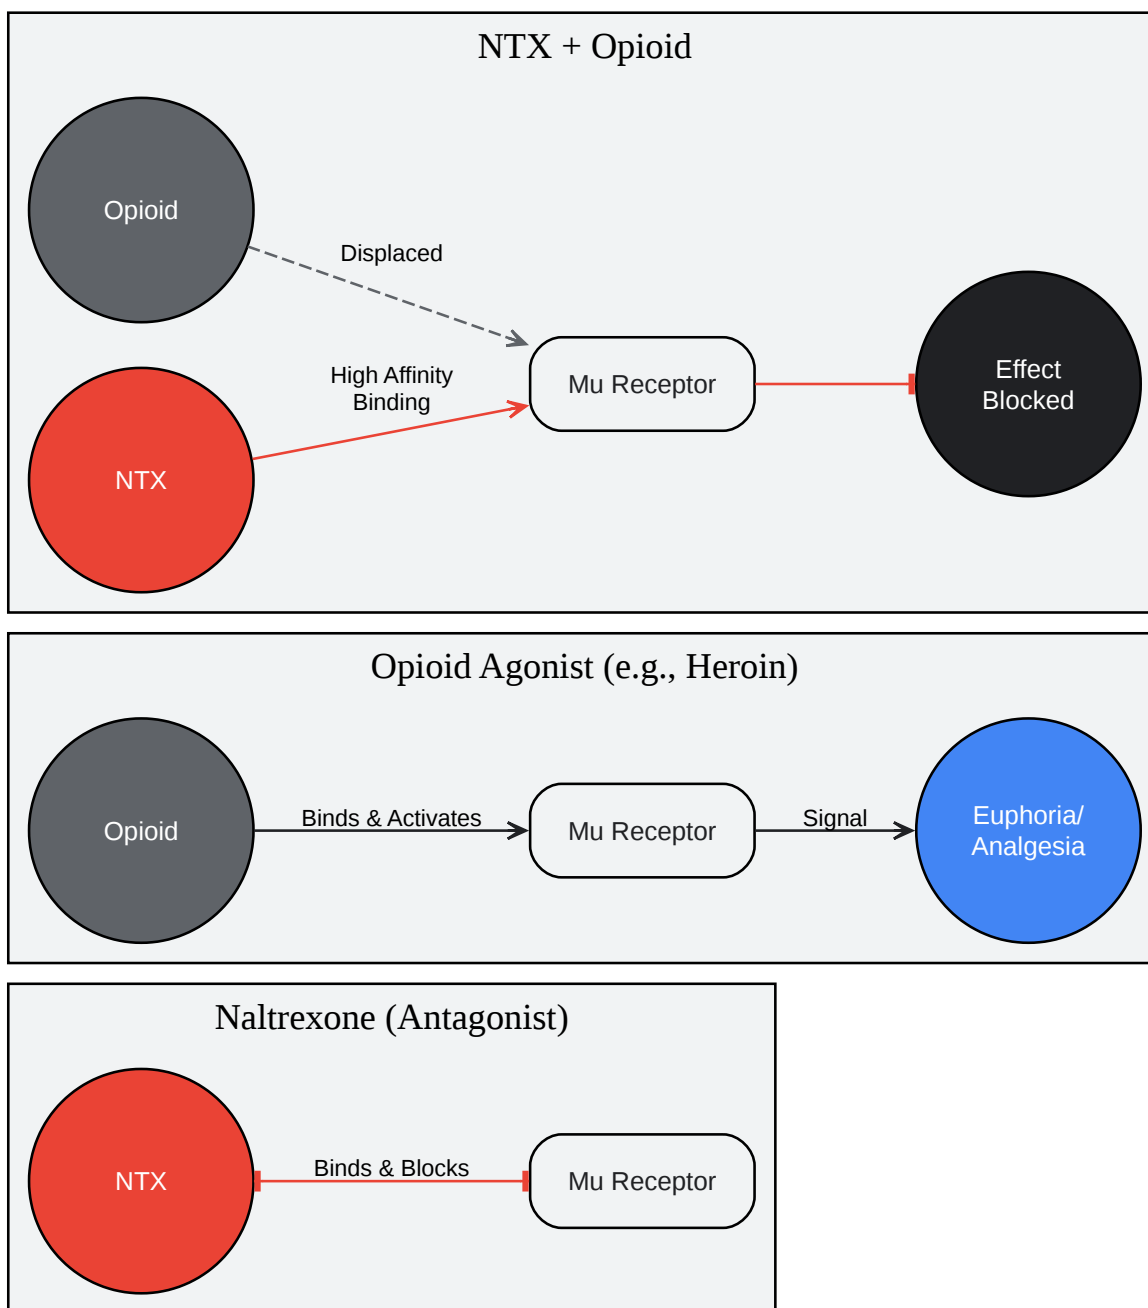 NTX + Opioid
Opioid
Displaced
High Affinity
Binding
Mu Receptor
Effect
Blocked
NTX
Opioid Agonist (e.g., Heroin)
Opioid
Binds & Activates
Mu Receptor
Signal
Euphoria/
Analgesia
Naltrexone (Antagonist)
NTX
Binds & Blocks
Mu Receptor